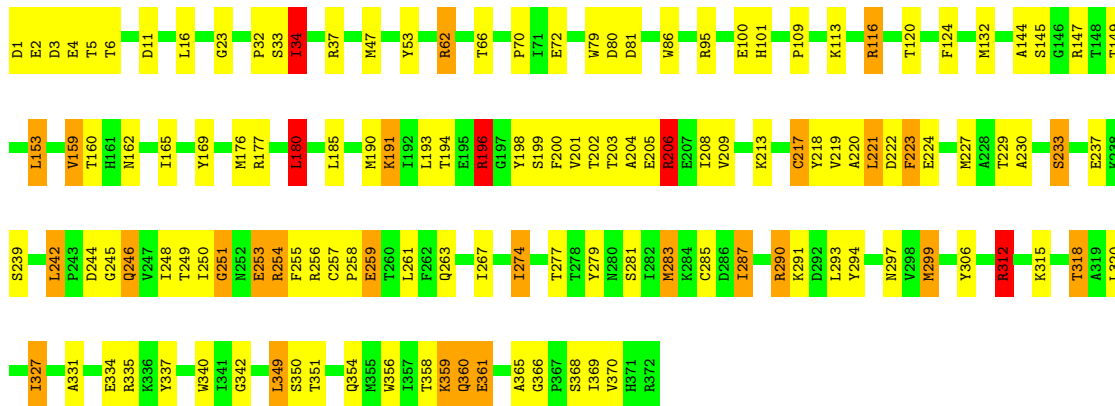 D1 E2 D3 E4 T5 T6 D11 L16 G23 P32 S33 I34 R37 M47 Y53 R62 T66 P70 I71 E72 W79 D80 D81 W86 R95 E100 H101 P109 K113 R116 T120 F124 M132 A144 S145 G146 R147 T148 T149
L153 V159 T160 H161 N162 I165 Y169 M176 R177 L180 L185 M190 K191 I192 L193 T194 E195 R196 G197 Y198 S199 F200 V201 T202 T203 A204 E205 R206 E207 I208 V209 K213 C217 Y218 V219 A220 L221 D222 F223 E224 M227 A228 T229 A230 S233 E237 K238
S239 L242 P243 D244 G245 Q246 V247 I248 T249 I250 G251 N252 E253 R254 F255 R256 C257 P258 E259 T260 L261 F262 Q263 I267 I274 T277 T278 Y279 N280 S281 I282 M283 K284 C285 D286 I287 R290 K291 D292 L293 Y294 N297 V298 M299 Y306 R312 K315 T318 A319 L320
I327 A331 E334 R335 K336 Y337 W340 I341 G342 L349 S350 T351 Q354 M355 W356 I357 T358 K359 Q360 E361 A365 G366 P367 S368 I369 V370 H371 R372